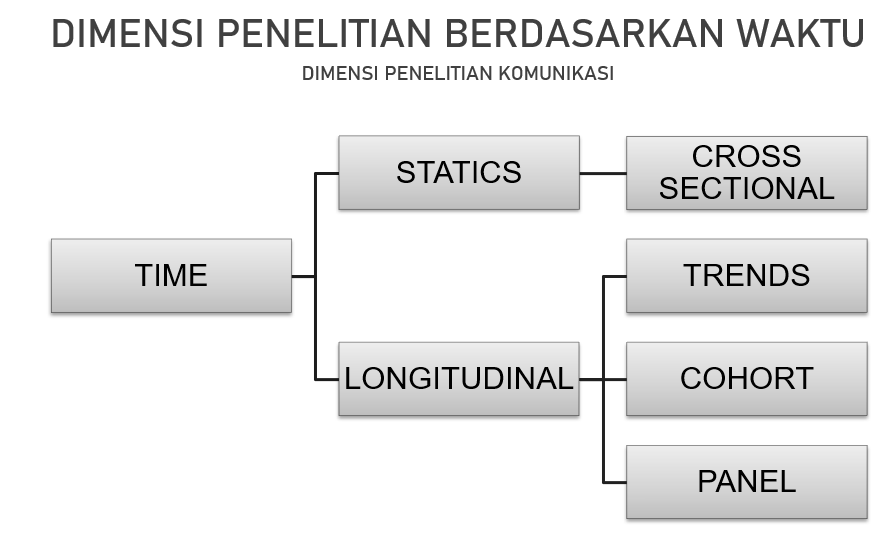 DIMENSI PENELITIAN BERDASARKAN WAKTU
DIMENSI PENELITIAN KOMUNIKASI
TIME
STATICS
CROSS
SECTIONAL
LONGITUDINAL
TRENDS
COHORT
PANEL